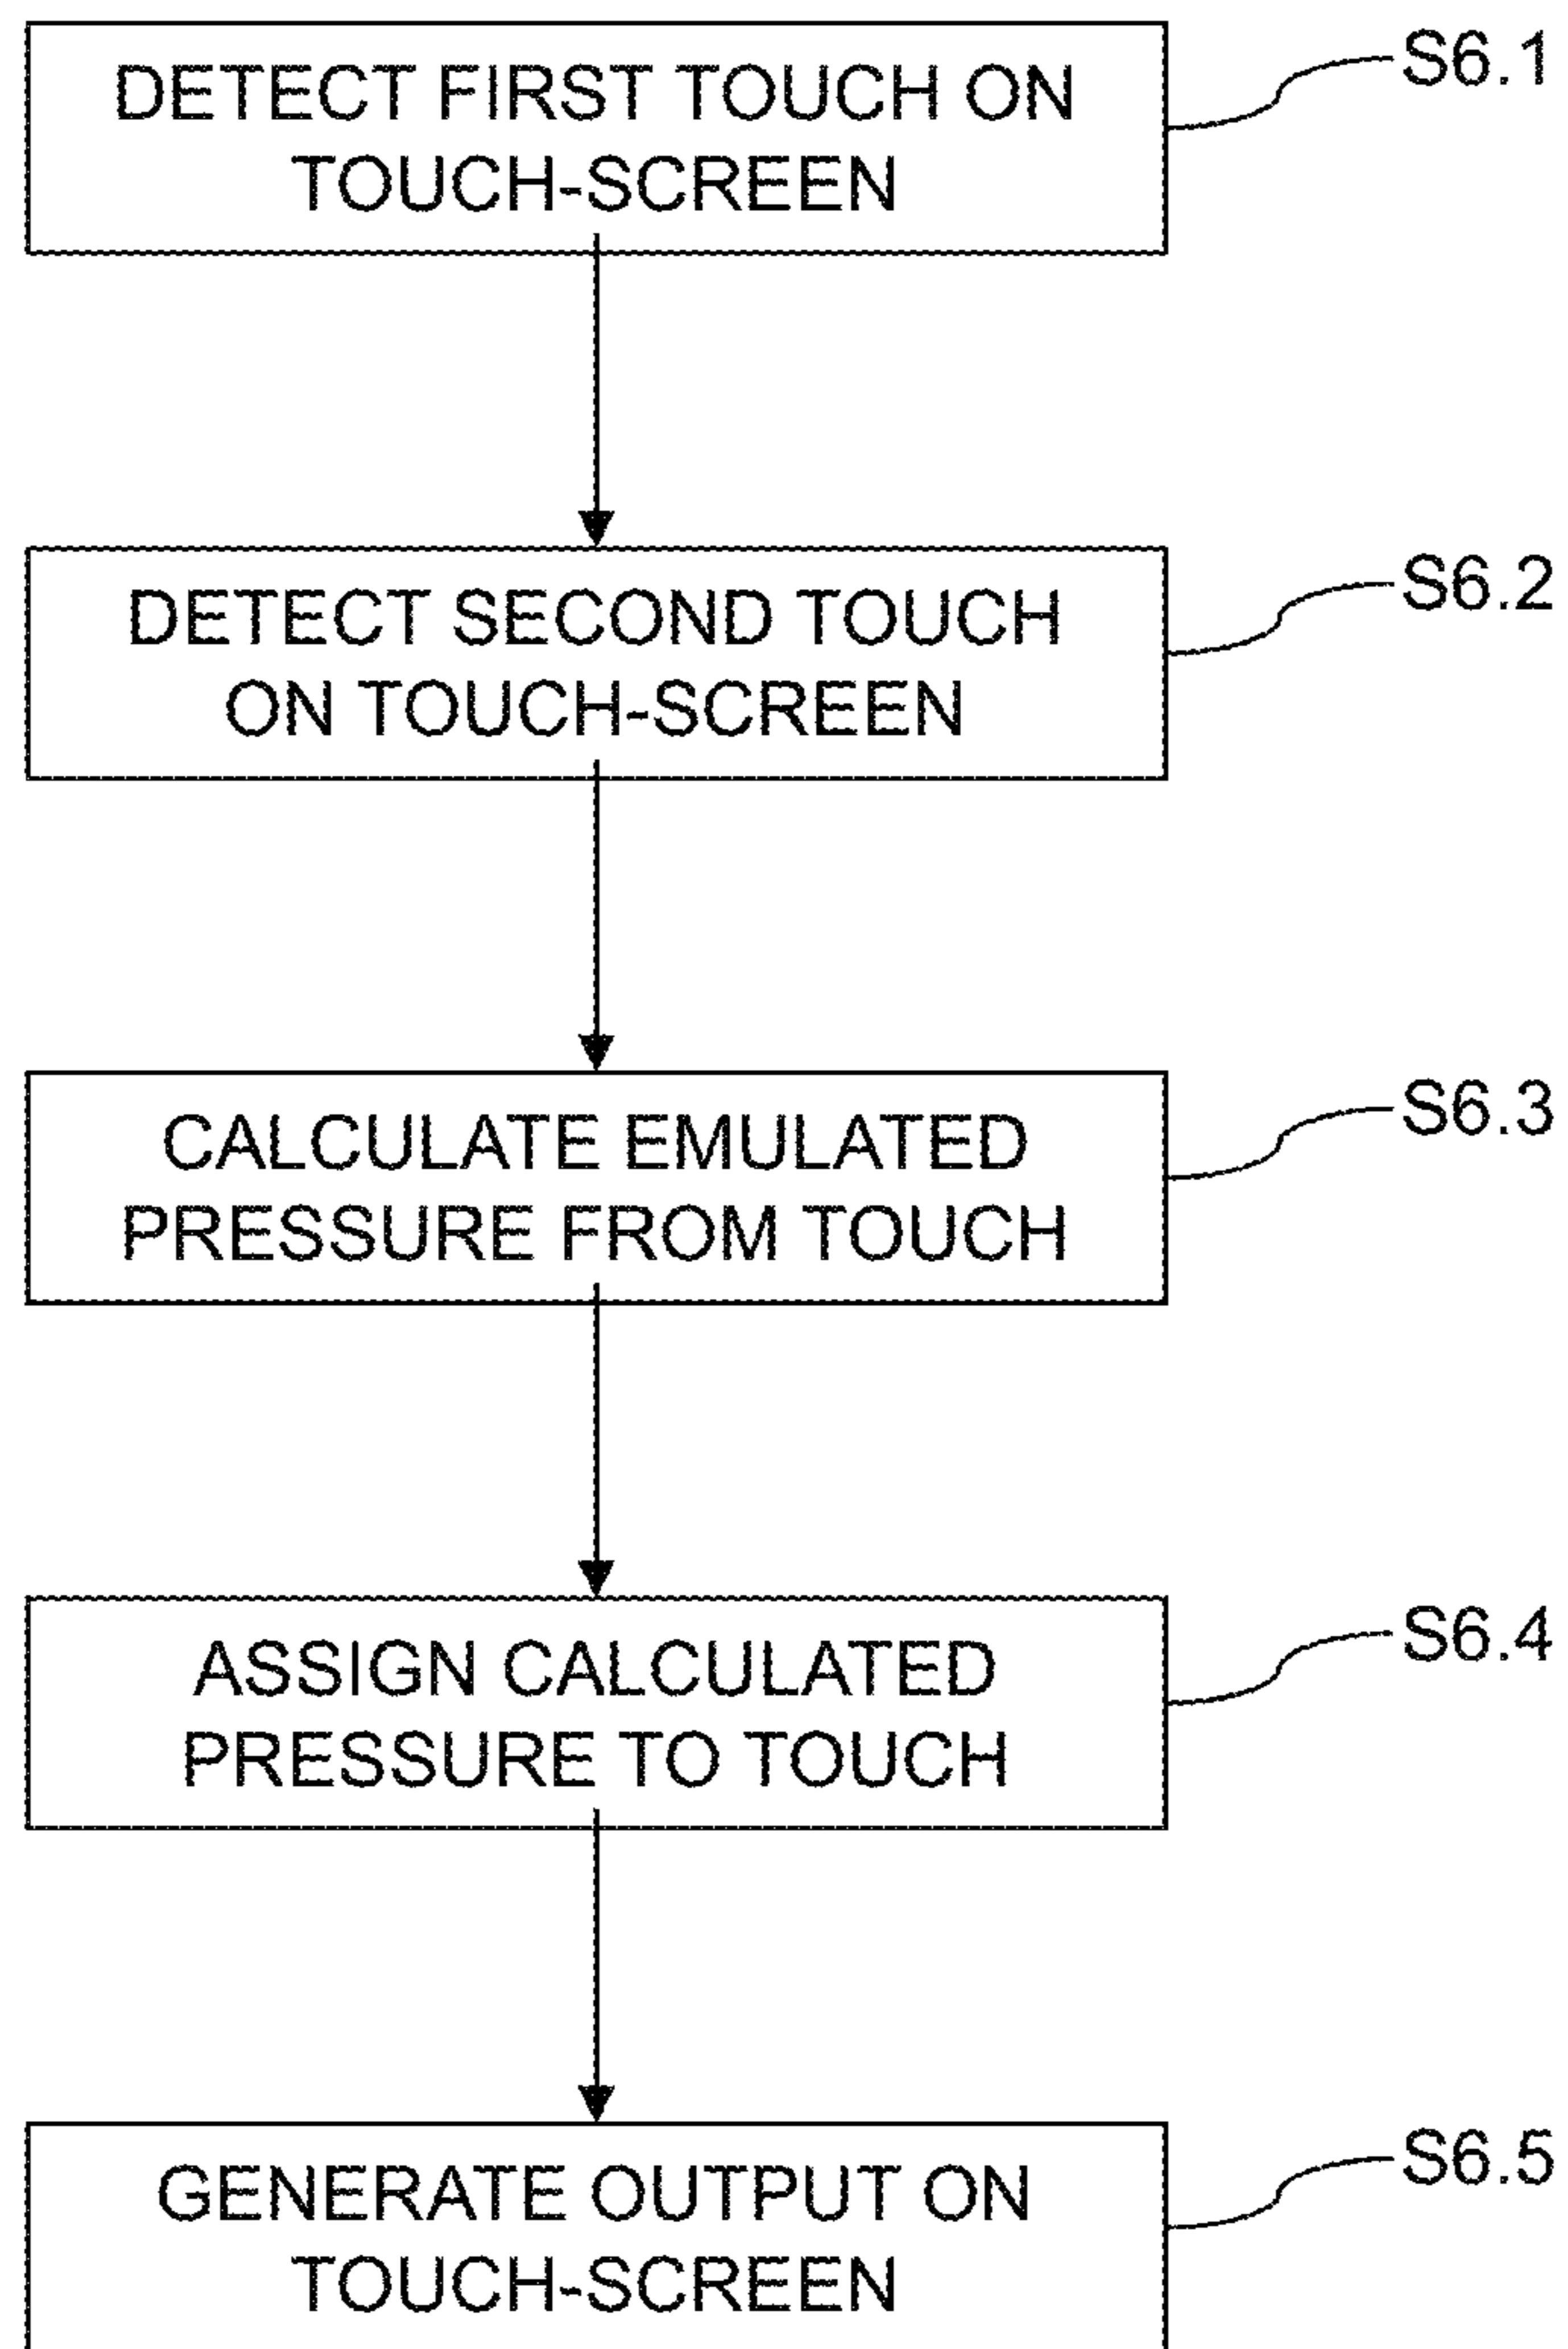 DETECT FIRST TOUCH ON
TOUCH-SCREEN
S6.1
DETECT SECOND TOUCH
ON TOUCH-SCREEN
S6.2
CALCULATE EMULATED
PRESSURE FROM TOUCH
S6.3
ASSIGN CALCULATED
PRESSURE TO TOUCH
S6.4
GENERATE OUTPUT ON
TOUCH-SCREEN
S6.5